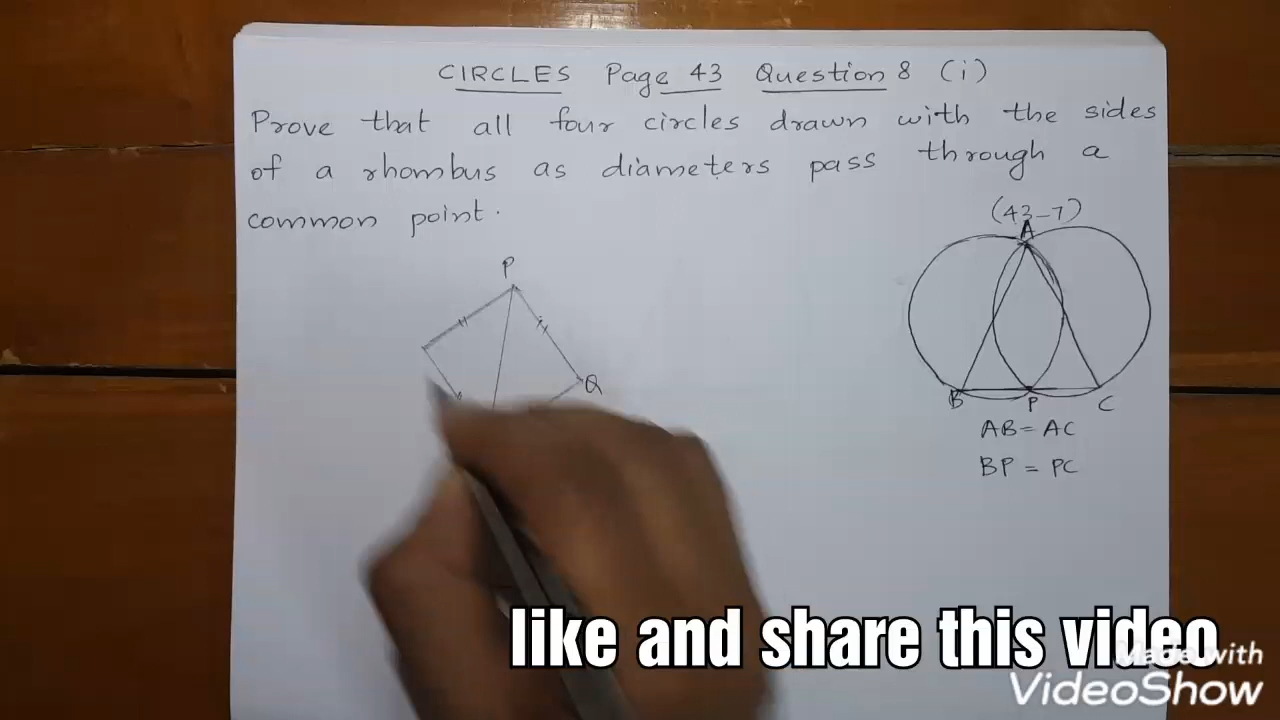 CIRCLES Page 43 Question 8 (i)
Prove that all four circles drawn with the sides
of a rhombus as diameters pass through a
common point.
(43-7)
A
P
Q
B P C
AB = AC
BP = PC
like and share this video
Made with
VideoShow